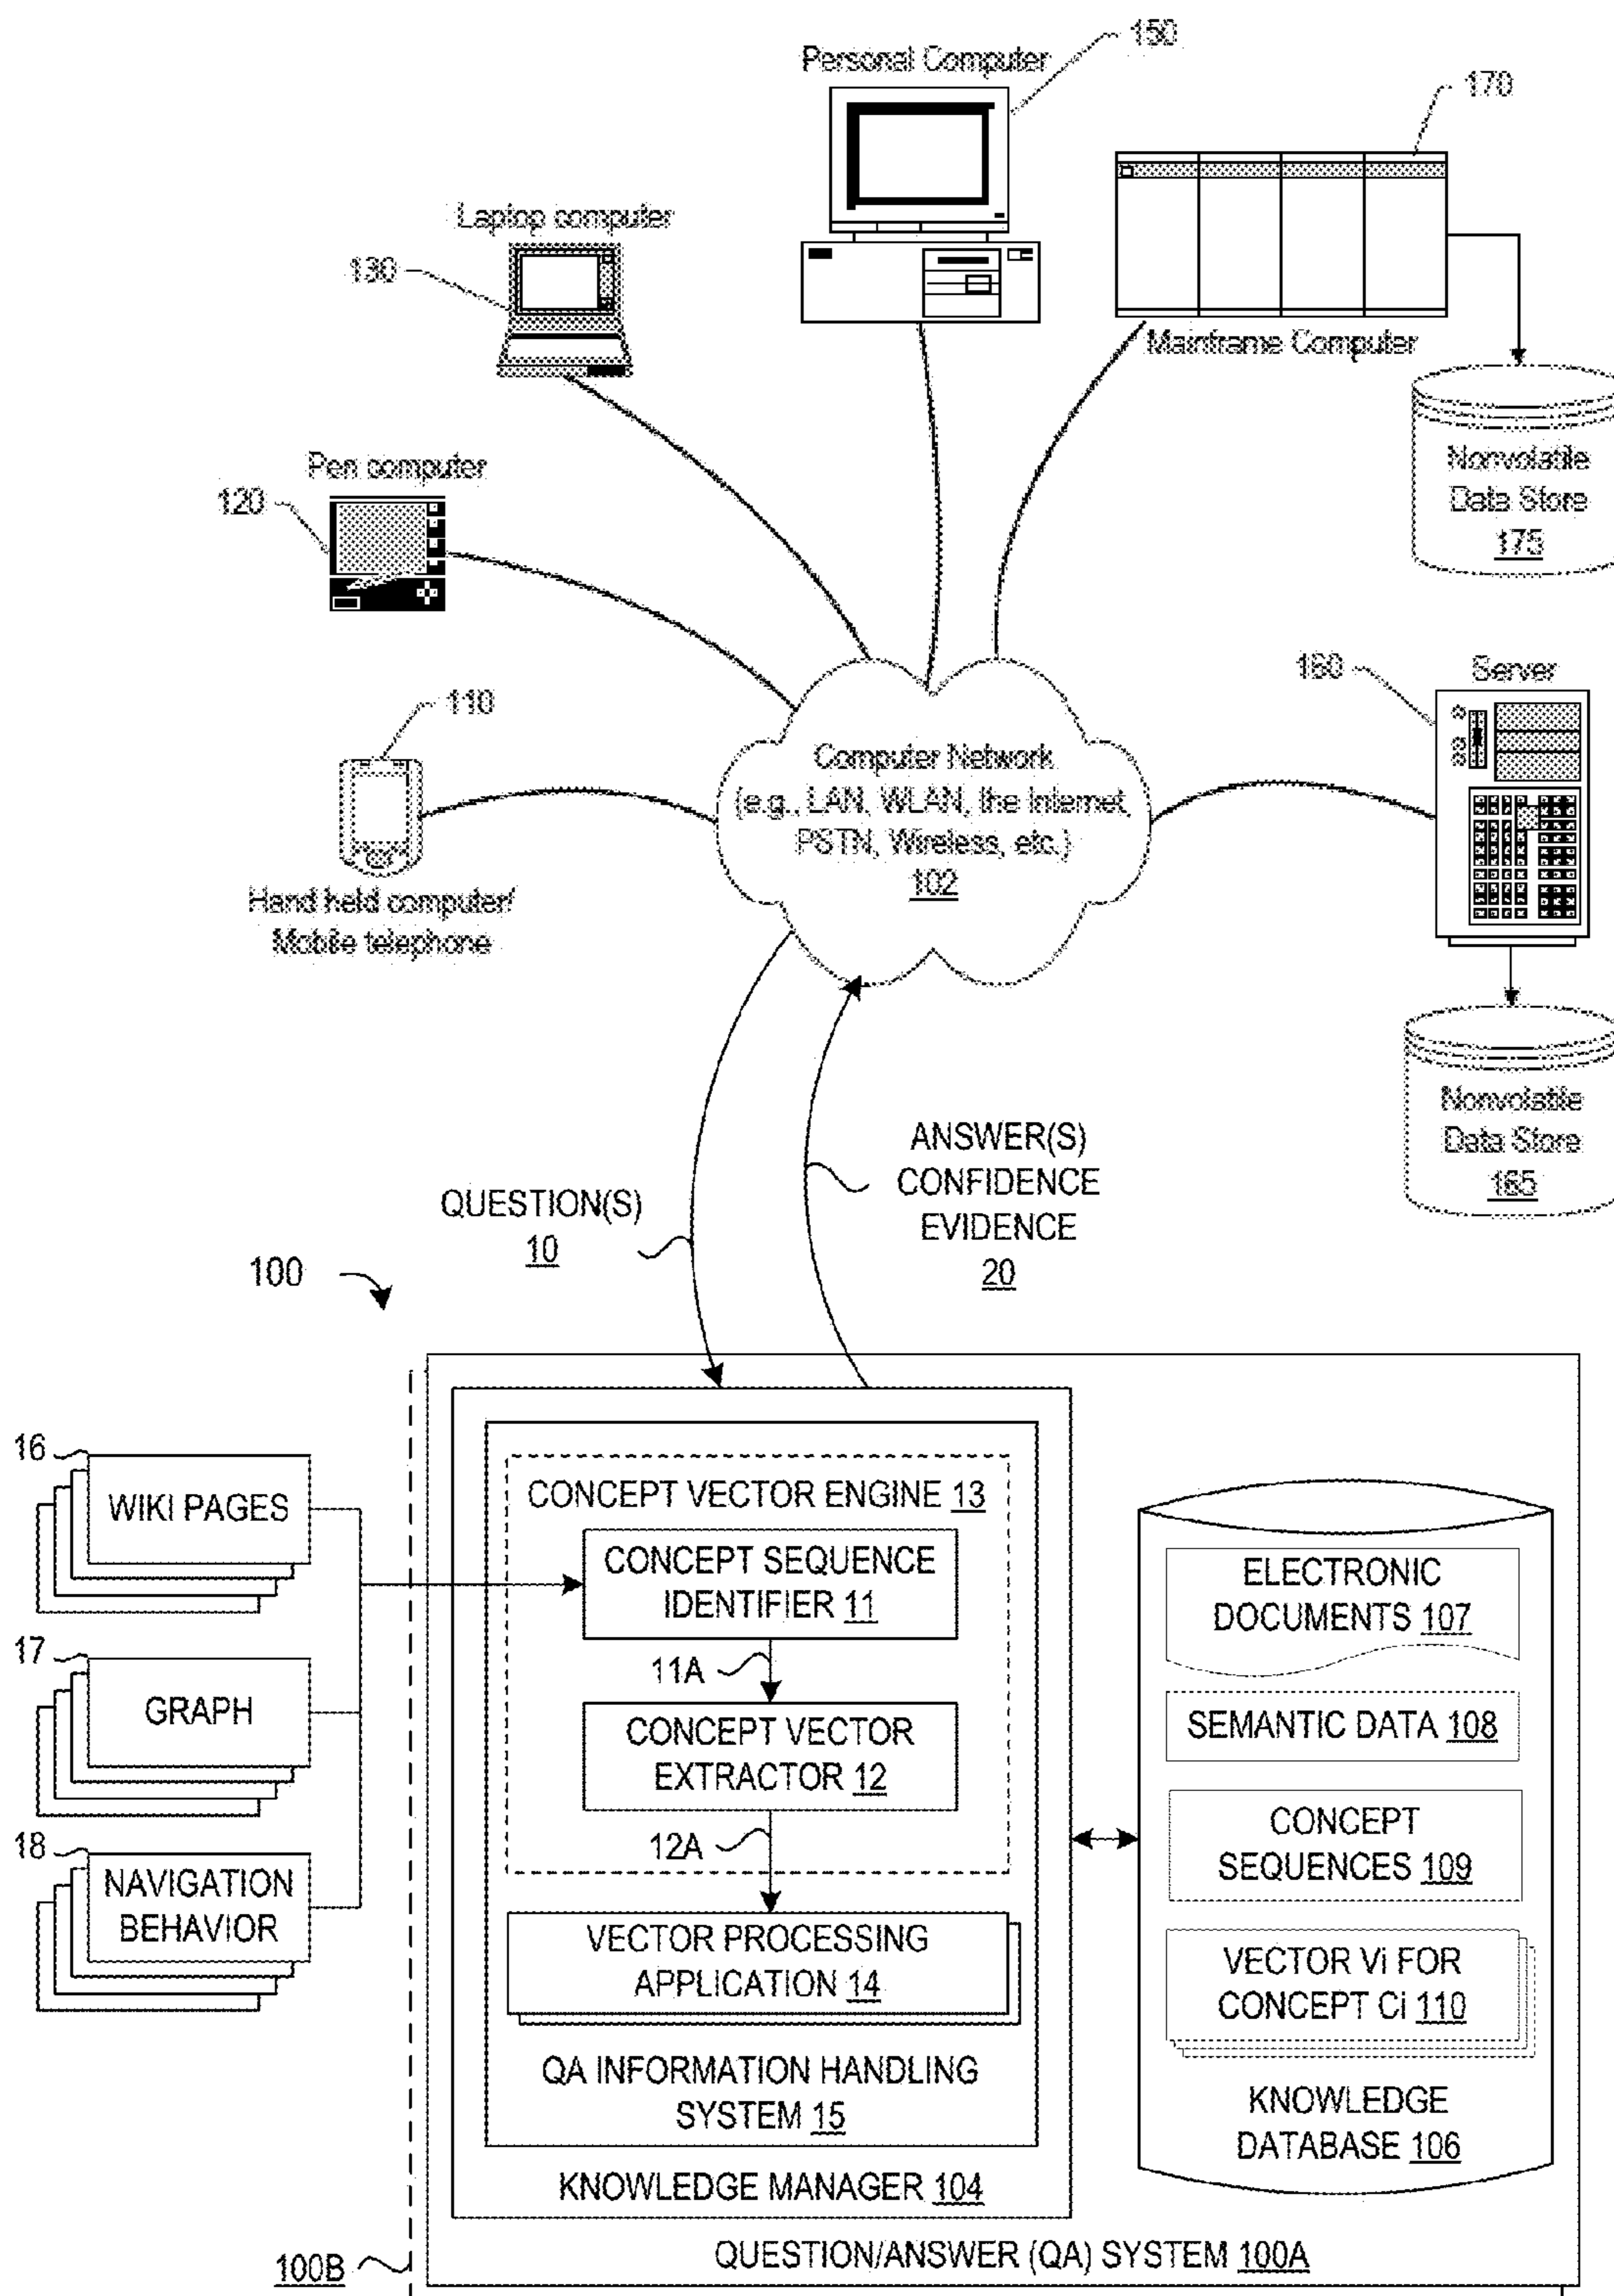 150
Personal Computer
170
Laptop computer
130
Mainframe Computer
Nonvolatile
Data Store
175
Pen computer
120
160
Server
110
Computer Network
(e.g., LAN, WLAN, the Internet,
PSTN, Wireless, etc.)
102
Hand held computer/
Mobile telephone
Nonvolatile
Data Store
165
ANSWER(S)
CONFIDENCE
EVIDENCE
20
QUESTION(S)
10
100
16
WIKI PAGES
17
GRAPH
18
NAVIGATION
BEHAVIOR
CONCEPT VECTOR ENGINE 13
CONCEPT SEQUENCE
IDENTIFIER 11
11A
CONCEPT VECTOR
EXTRACTOR 12
12A
VECTOR PROCESSING
APPLICATION 14
QA INFORMATION HANDLING
SYSTEM 15
KNOWLEDGE MANAGER 104
ELECTRONIC
DOCUMENTS 107
SEMANTIC DATA 108
CONCEPT
SEQUENCES 109
VECTOR Vi FOR
CONCEPT Ci 110
KNOWLEDGE
DATABASE 106
QUESTION/ANSWER (QA) SYSTEM 100A
100B